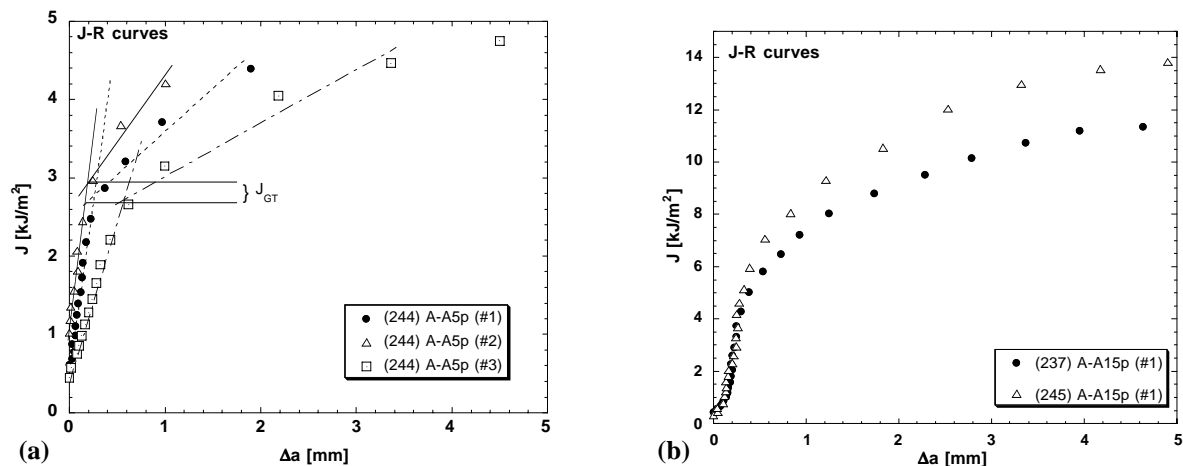 J-R curves
J [kJ/m²]
5
4
3
2
1
0
} J_GT
(244) A-A5p (#1)
(244) A-A5p (#2)
(244) A-A5p (#3)
0 1 2 3 4 5
Δa [mm]
(a)
J-R curves
J [kJ/m²]
14
12
10
8
6
4
2
0
(237) A-A15p (#1)
(245) A-A15p (#1)
0 1 2 3 4 5
Δa [mm]
(b)